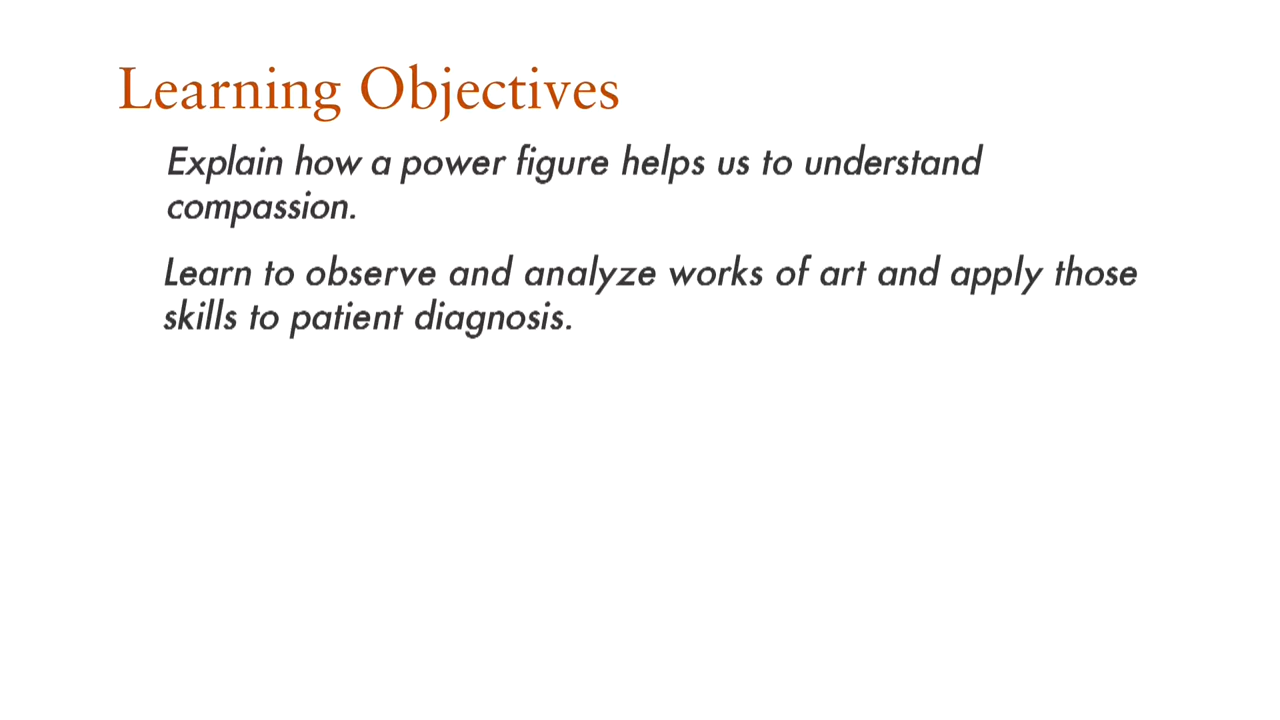 Learning Objectives
Explain how a power figure helps us to understand
compassion.
Learn to observe and analyze works of art and apply those
skills to patient diagnosis.